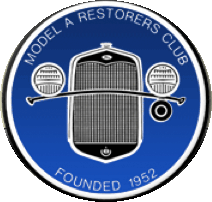 MODEL A RESTORERS CLUB
FOUNDED 1952